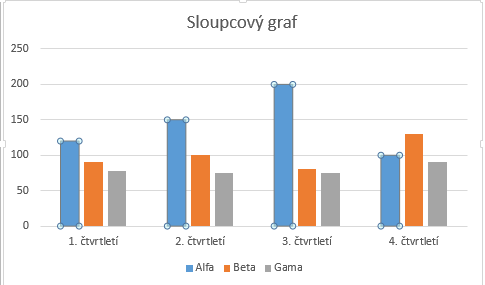 Sloupcový graf
250
200
150
100
50
0
1. čtvrtletí 2. čtvrtletí 3. čtvrtletí 4. čtvrtletí
Alfa Beta Gama